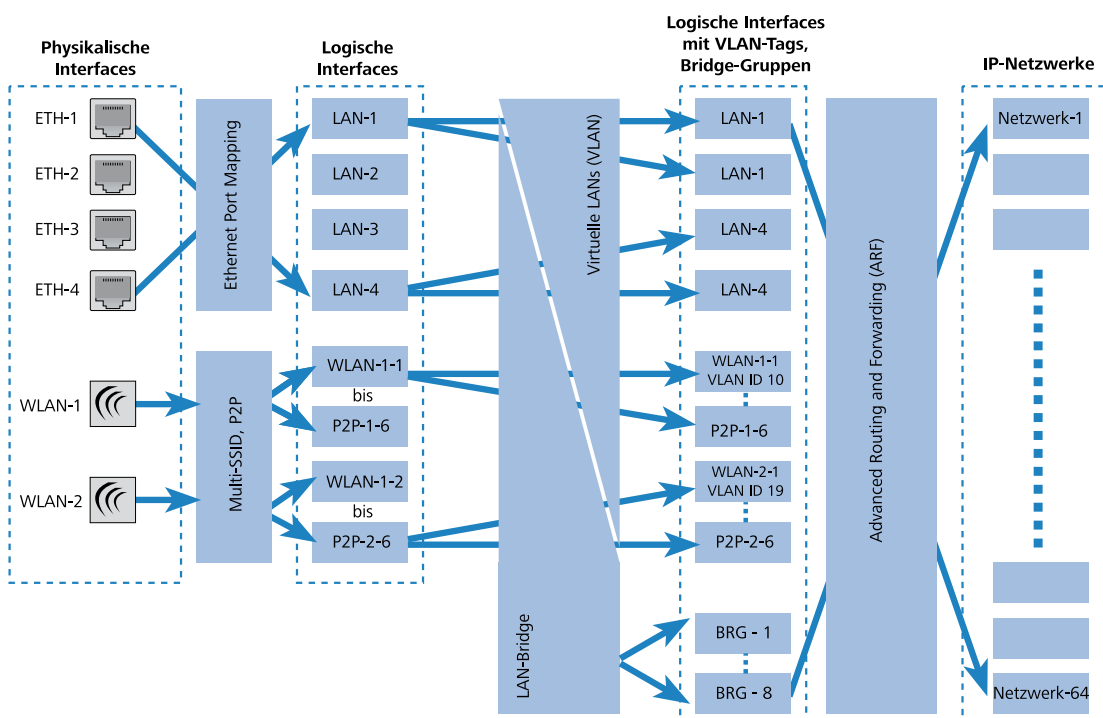 Physikalische
Interfaces
ETH-1
ETH-2
ETH-3
ETH-4
WLAN-1
WLAN-2
Ethernet Port Mapping
Multi-SSID, P2P
Logische
Interfaces
LAN-1
LAN-2
LAN-3
LAN-4
WLAN-1-1
bis
P2P-1-6
WLAN-1-2
bis
P2P-2-6
Virtuelle LANs (VLAN)
LAN-Bridge
Logische Interfaces
mit VLAN-Tags,
Bridge-Gruppen
LAN-1
LAN-1
LAN-4
LAN-4
WLAN-1-1
VLAN ID 10
P2P-1-6
WLAN-2-1
VLAN ID 19
P2P-2-6
BRG - 1
BRG - 8
Advanced Routing and Forwarding (ARF)
IP-Netzwerke
Netzwerk-1
Netzwerk-64